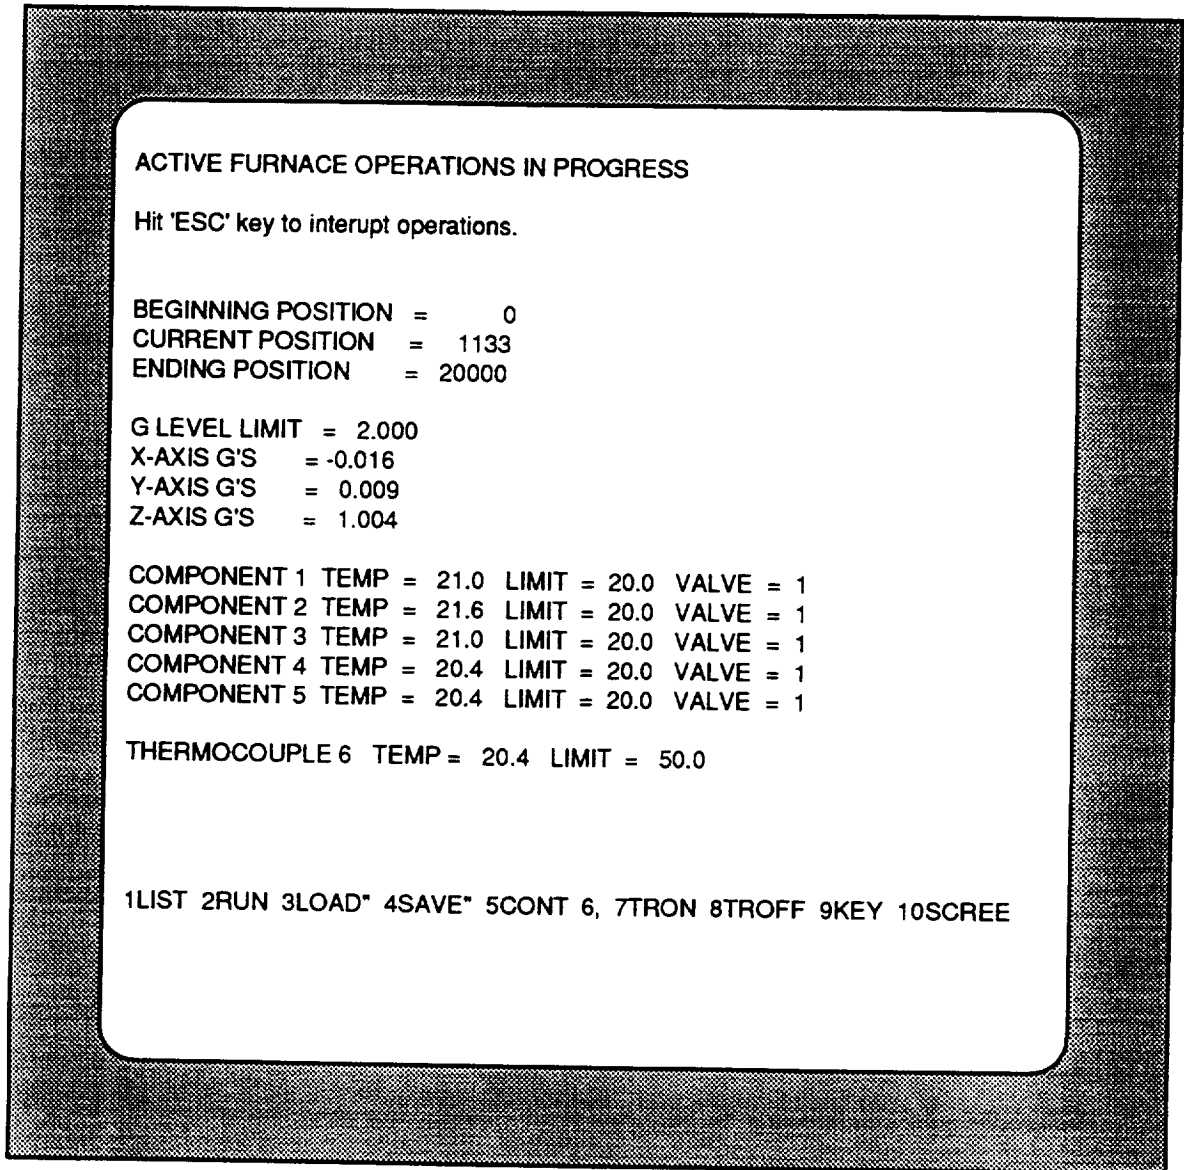 ACTIVE FURNACE OPERATIONS IN PROGRESS
Hit 'ESC' key to interupt operations.
BEGINNING POSITION = 0
CURRENT POSITION = 1133
ENDING POSITION = 20000
G LEVEL LIMIT = 2.000
X-AXIS G'S = -0.016
Y-AXIS G'S = 0.009
Z-AXIS G'S = 1.004
COMPONENT 1 TEMP = 21.0 LIMIT = 20.0 VALVE = 1
COMPONENT 2 TEMP = 21.6 LIMIT = 20.0 VALVE = 1
COMPONENT 3 TEMP = 21.0 LIMIT = 20.0 VALVE = 1
COMPONENT 4 TEMP = 20.4 LIMIT = 20.0 VALVE = 1
COMPONENT 5 TEMP = 20.4 LIMIT = 20.0 VALVE = 1
THERMOCOUPLE 6 TEMP = 20.4 LIMIT = 50.0
1LIST 2RUN 3LOAD" 4SAVE" 5CONT 6, 7TRON 8TROFF 9KEY 10SCREE